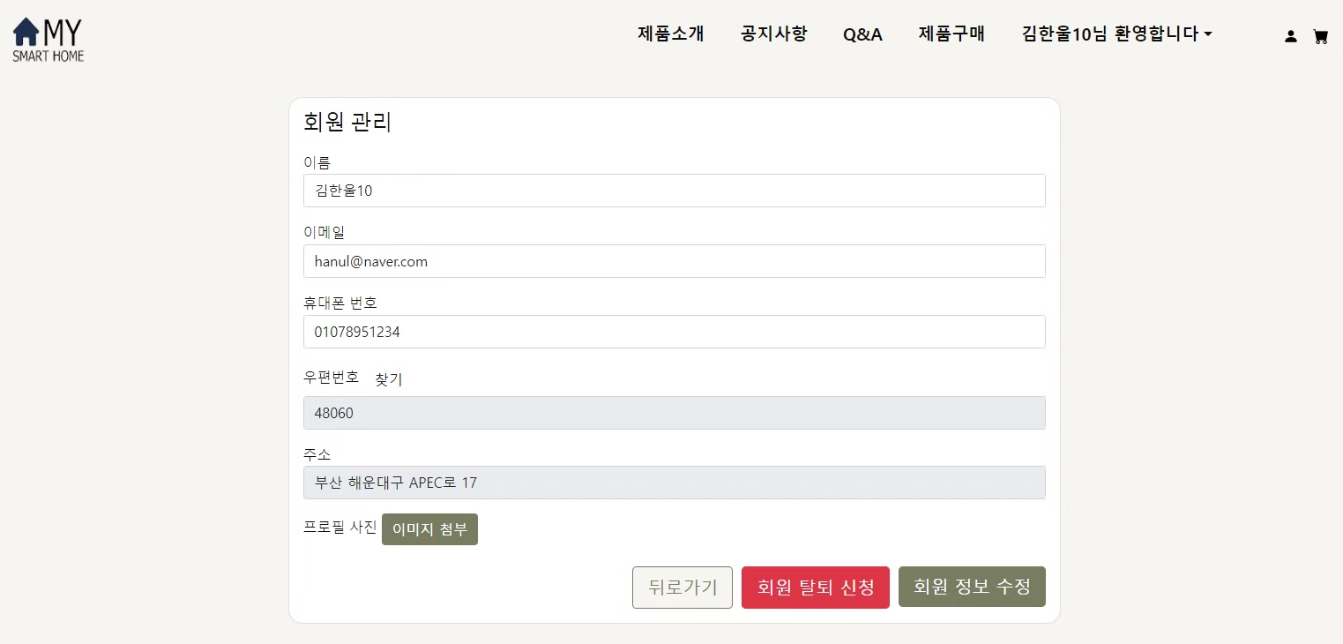 MY
SMART HOME
제품소개 공지사항 Q&A 제품구매 김한울10님 환영합니다
회원 관리
이름
김한울10
이메일
hanul@naver.com
휴대폰 번호
01078951234
우편번호 찾기
48060
주소
부산 해운대구 APEC로 17
프로필 사진 이미지 첨부
뒤로가기 회원 탈퇴 신청 회원 정보 수정